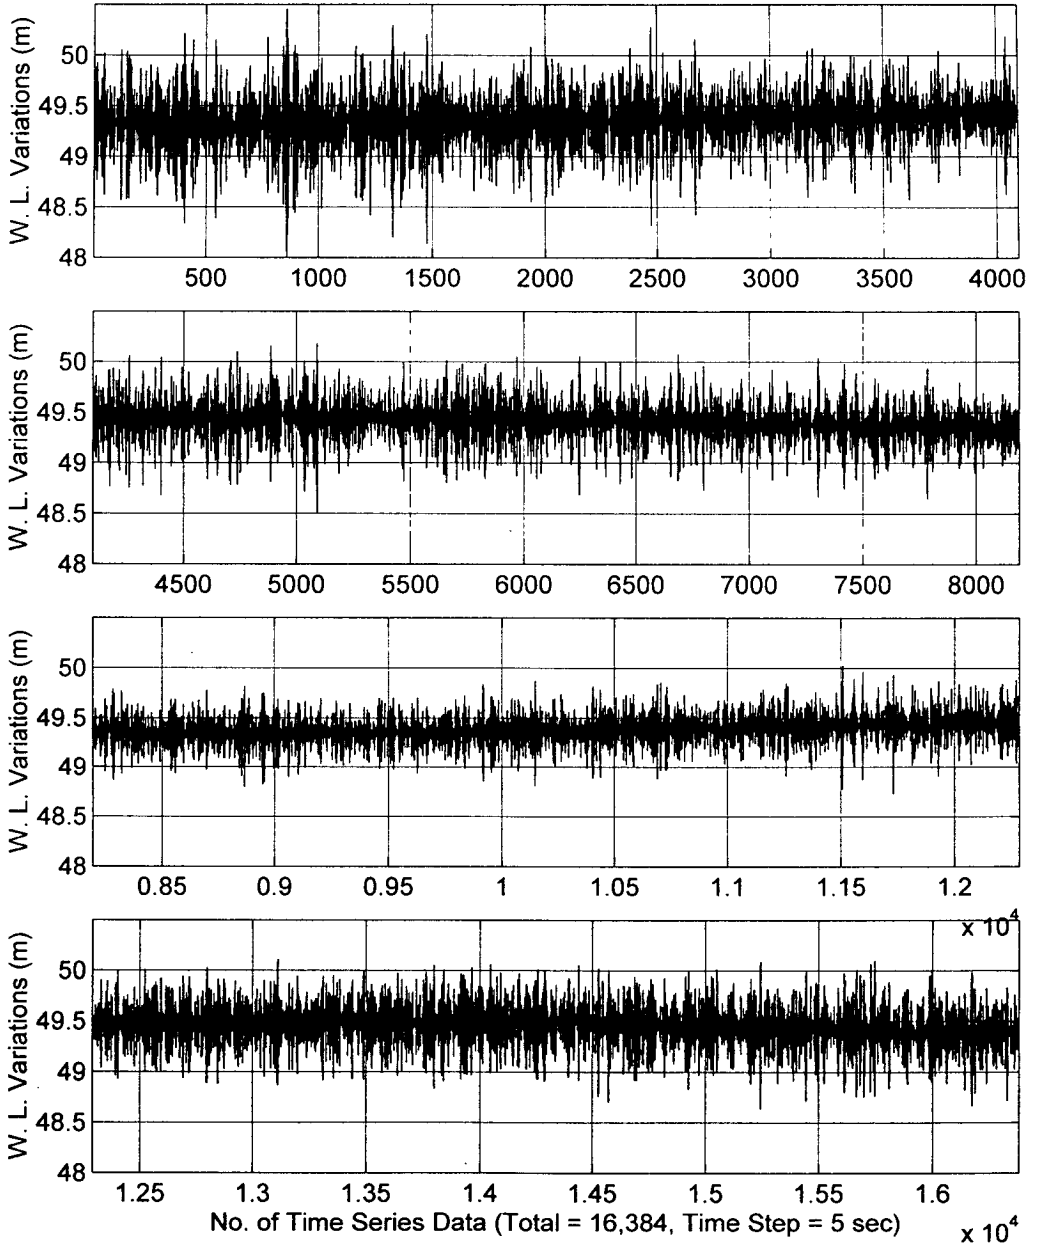 W. L. Variations (m)
50
49.5
49
48.5
48
500 1000 1500 2000 2500 3000 3500 4000
W. L. Variations (m)
50
49.5
49
48.5
48
4500 5000 5500 6000 6500 7000 7500 8000
W. L. Variations (m)
50
49.5
49
48.5
48
0.85 0.9 0.95 1 1.05 1.1 1.15 1.2
x 10⁴
W. L. Variations (m)
50
49.5
49
48.5
48
1.25 1.3 1.35 1.4 1.45 1.5 1.55 1.6
No. of Time Series Data (Total = 16,384, Time Step = 5 sec) x 10⁴